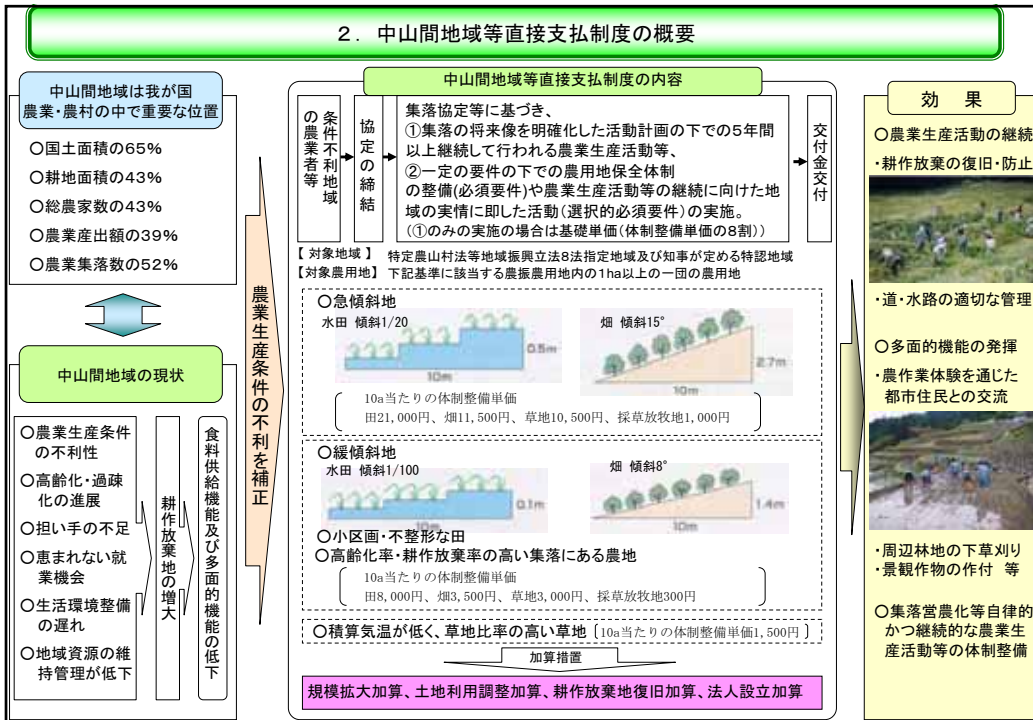 2．中山間地域等直接支払制度の概要
中山間地域は我が国
農業・農村の中で重要な位置
○国土面積の65%
○耕地面積の43%
○総農家数の43%
○農業産出額の39%
○農業集落数の52%
中山間地域の現状
○農業生産条件
の不利性
○高齢化・過疎
化の進展
○担い手の不足
○恵まれない就
業機会
○生活環境整備
の遅れ
○地域資源の維
持管理が低下
耕作放棄地の増大
食料供給機能及び多面的機能の低下
農業生産条件の不利を補正
中山間地域等直接支払制度の内容
条件不利地域
の農業者等
協定の締結
集落協定等に基づき、
①集落の将来像を明確化した活動計画の下での5年間
以上継続して行われる農業生産活動等、
②一定の要件の下での農用地保全体制
の整備(必須要件)や農業生産活動等の継続に向けた地
域の実情に即した活動（選択的必須要件）の実施。
(①のみの実施の場合は基礎単価（体制整備単価の8割）)
交付金交付
【 対象地域 】 特定農山村法等地域振興立法8法指定地域及び知事が定める特認地域
【対象農用地】 下記基準に該当する農振農用地内の1ha以上の一団の農用地
○急傾斜地
水田 傾斜1/20
0.5m
10m
畑 傾斜15°
2.7m
10m
10a当たりの体制整備単価
田21,000円、畑11,500円、草地10,500円、採草放牧地1,000円
○緩傾斜地
水田 傾斜1/100
0.1m
10m
畑 傾斜8°
1.4m
10m
○小区画・不整形な田
○高齢化率・耕作放棄率の高い集落にある農地
10a当たりの体制整備単価
田8,000円、畑3,500円、草地3,000円、採草放牧地300円
○積算気温が低く、草地比率の高い草地〔10a当たりの体制整備単価1,500円〕
加算措置
規模拡大加算、土地利用調整加算、耕作放棄地復旧加算、法人設立加算
効 果
○農業生産活動の継続
・耕作放棄の復旧・防止
・道・水路の適切な管理
○多面的機能の発揮
・農作業体験を通じた
都市住民との交流
・周辺林地の下草刈り
・景観作物の作付 等
○集落営農化等自律的
かつ継続的な農業生
産活動等の体制整備